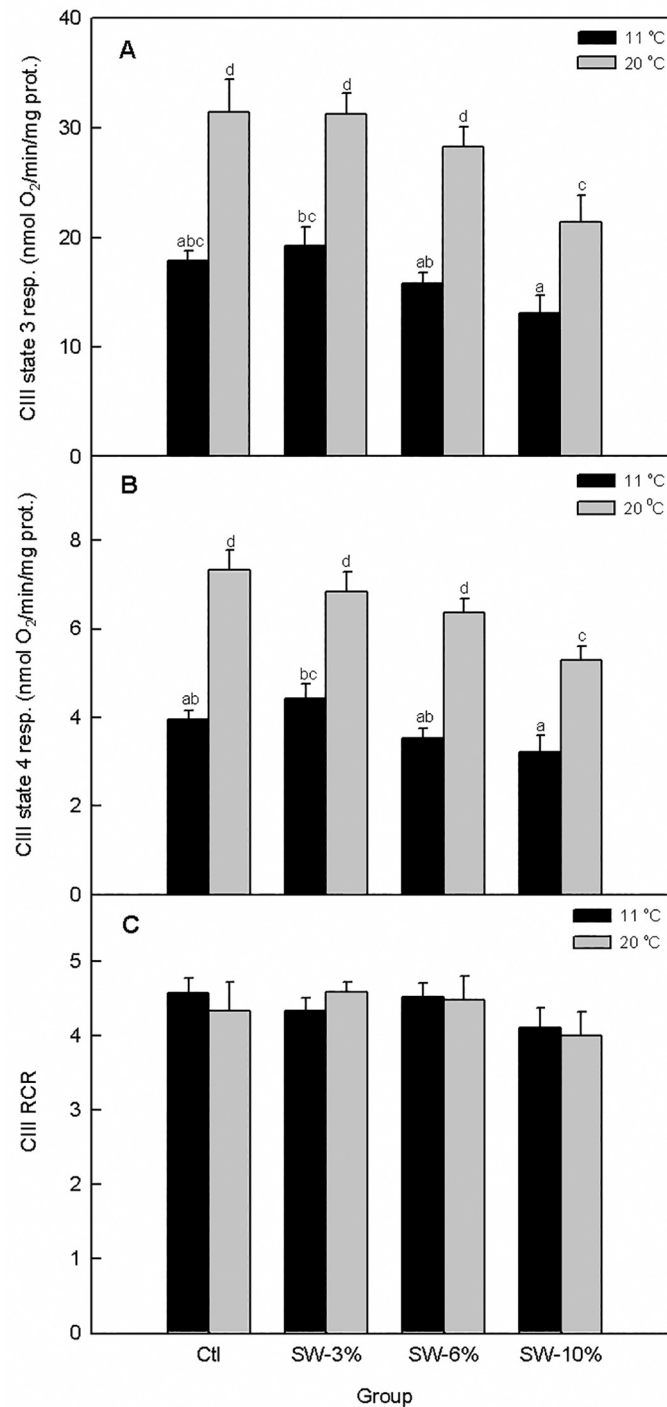 A
11 °C
20 °C
CIII state 3 resp. (nmol O2/min/mg prot.)
40
30
20
10
0
abc
d
bc
d
ab
d
a
c
B
11 °C
20 °C
CIII state 4 resp. (nmol O2/min/mg prot.)
8
6
4
2
0
ab
d
bc
d
ab
d
a
c
C
11 °C
20 °C
CIII RCR
5
4
3
2
1
0
Ctl SW-3% SW-6% SW-10%
Group